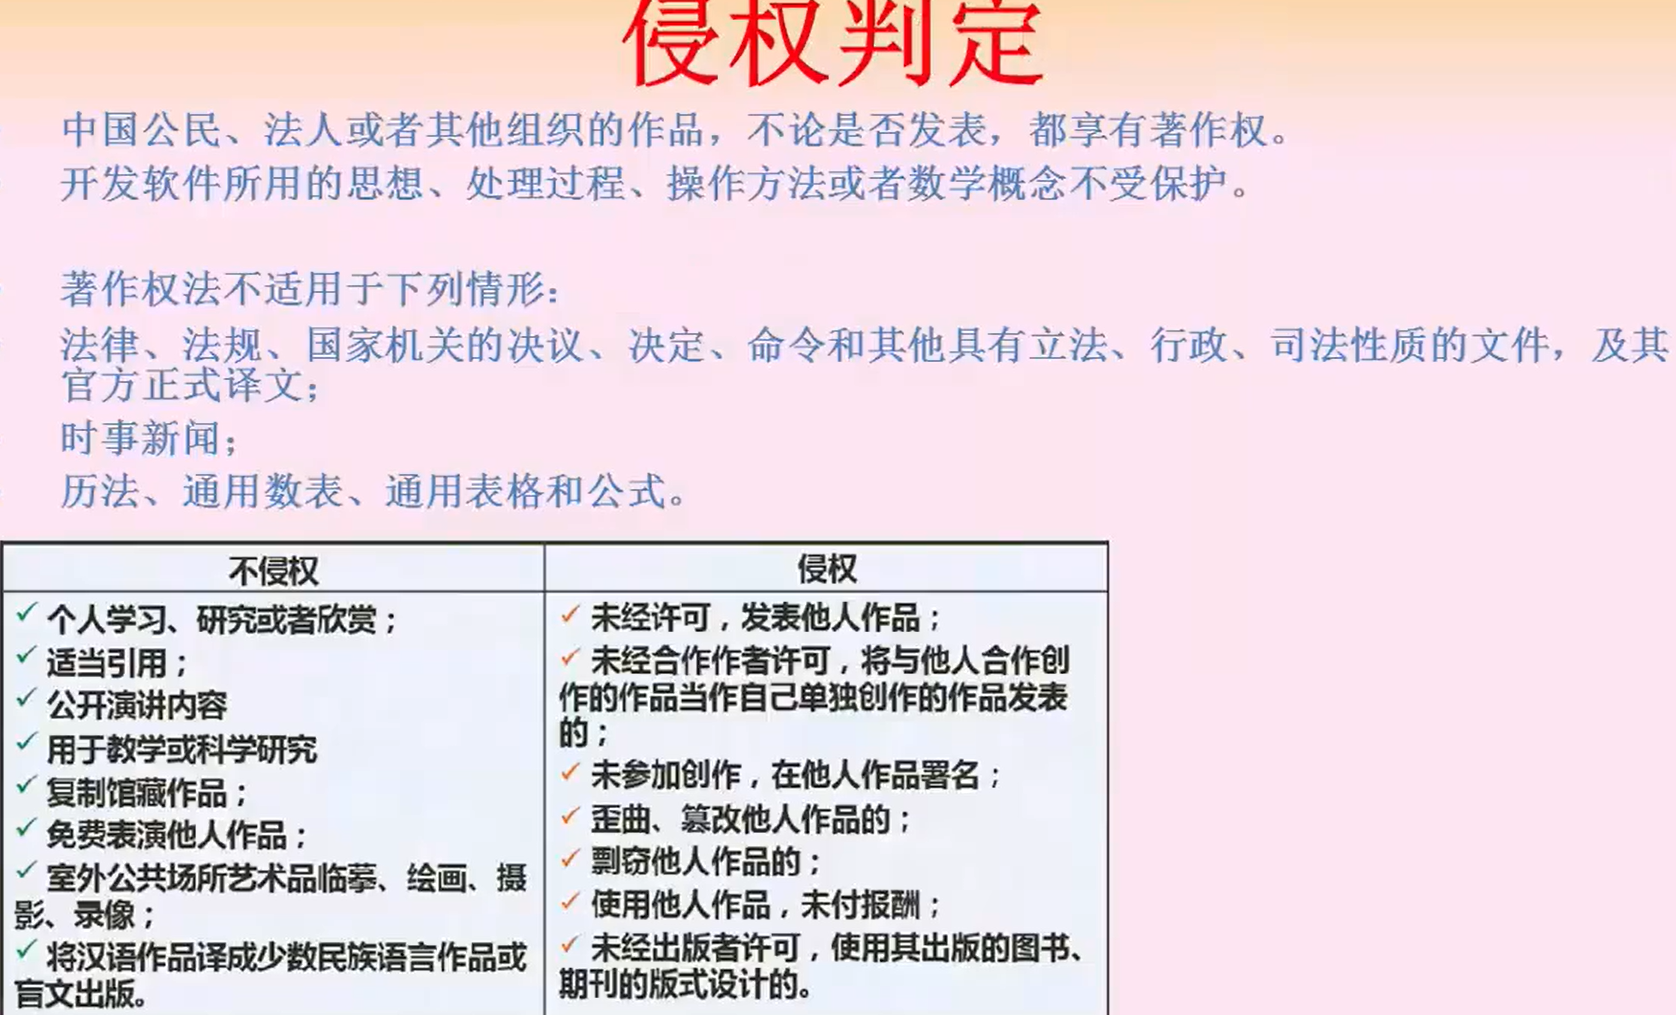 侵权判定
中国公民、法人或者其他组织的作品，不论是否发表，都享有著作权。
开发软件所用的思想、处理过程、操作方法或者数学概念不受保护。
著作权法不适用于下列情形：
法律、法规、国家机关的决议、决定、命令和其他具有立法、行政、司法性质的文件，及其
官方正式译文；
时事新闻；
历法、通用数表、通用表格和公式。
不侵权
✓ 个人学习、研究或者欣赏；
✓ 适当引用；
✓ 公开演讲内容
✓ 用于教学或科学研究
✓ 复制馆藏作品；
✓ 免费表演他人作品；
✓ 室外公共场所艺术品临摹、绘画、摄
影、录像；
✓ 将汉语作品译成少数民族语言作品或
盲文出版。
侵权
✓ 未经许可，发表他人作品；
✓ 未经合作作者许可，将与他人合作创
作的作品当作自己单独创作的作品发表
的；
✓ 未参加创作，在他人作品署名；
✓ 歪曲、篡改他人作品的；
✓ 剽窃他人作品的；
✓ 使用他人作品，未付报酬；
✓ 未经出版者许可，使用其出版的图书、
期刊的版式设计的。